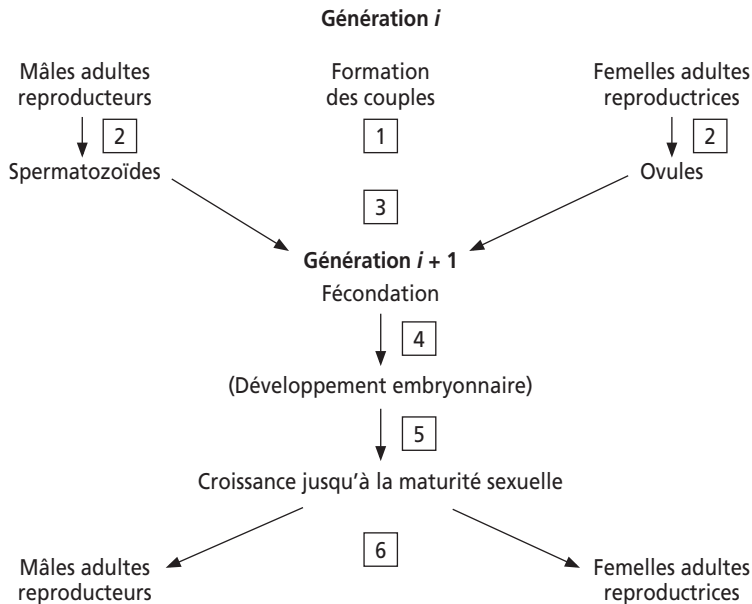 Génération i
Mâles adultes
reproducteurs
Formation
des couples
Femelles adultes
reproductrices
2
1
2
Spermatozoïdes
Ovules
3
Génération i + 1
Fécondation
4
(Développement embryonnaire)
5
Croissance jusqu'à la maturité sexuelle
6
Mâles adultes
reproducteurs
Femelles adultes
reproductrices